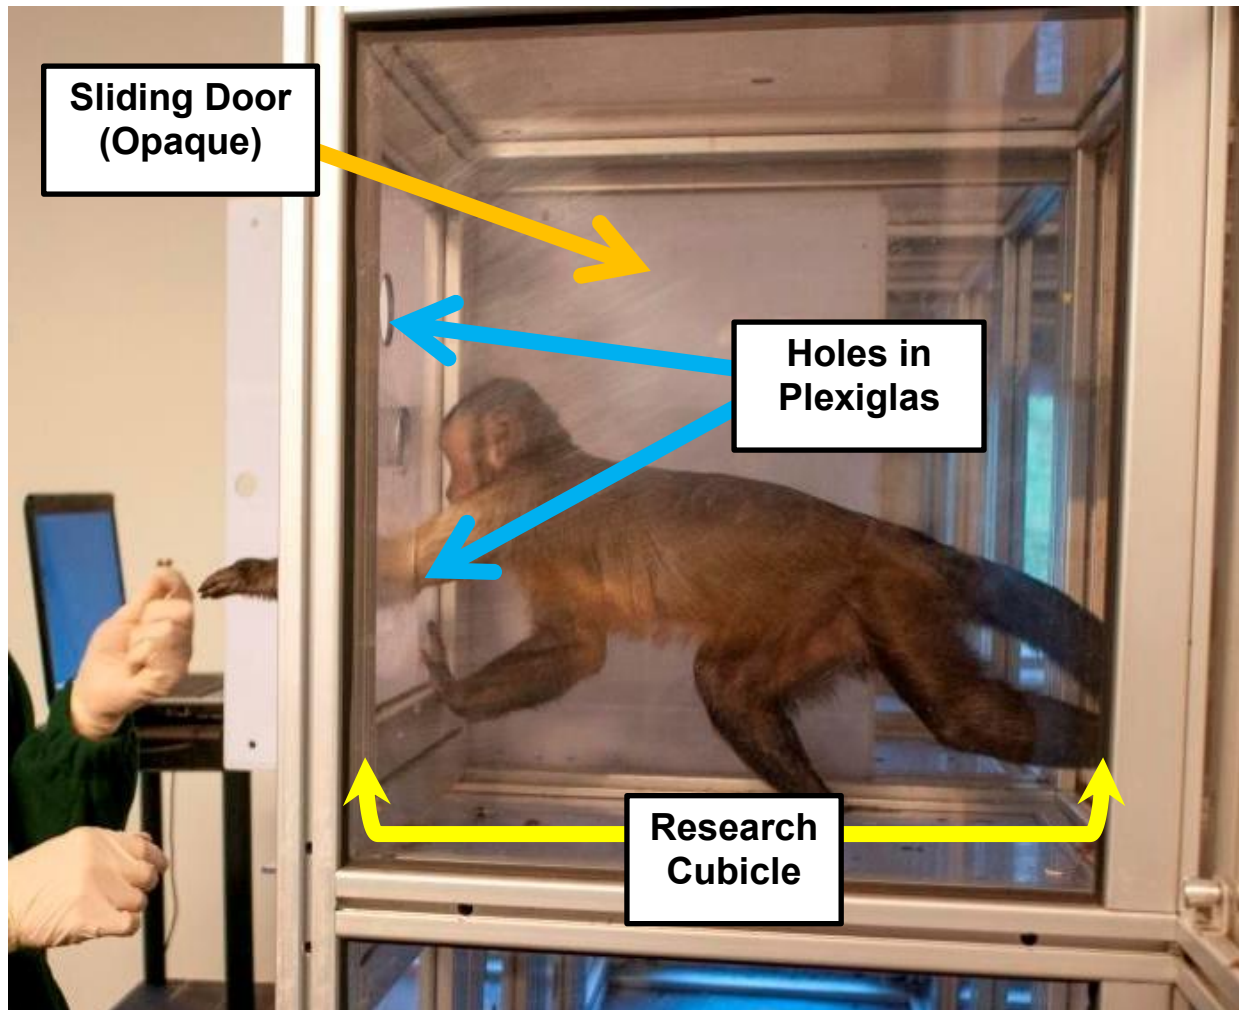 Sliding Door
(Opaque)
Holes in
Plexiglas
Research
Cubicle